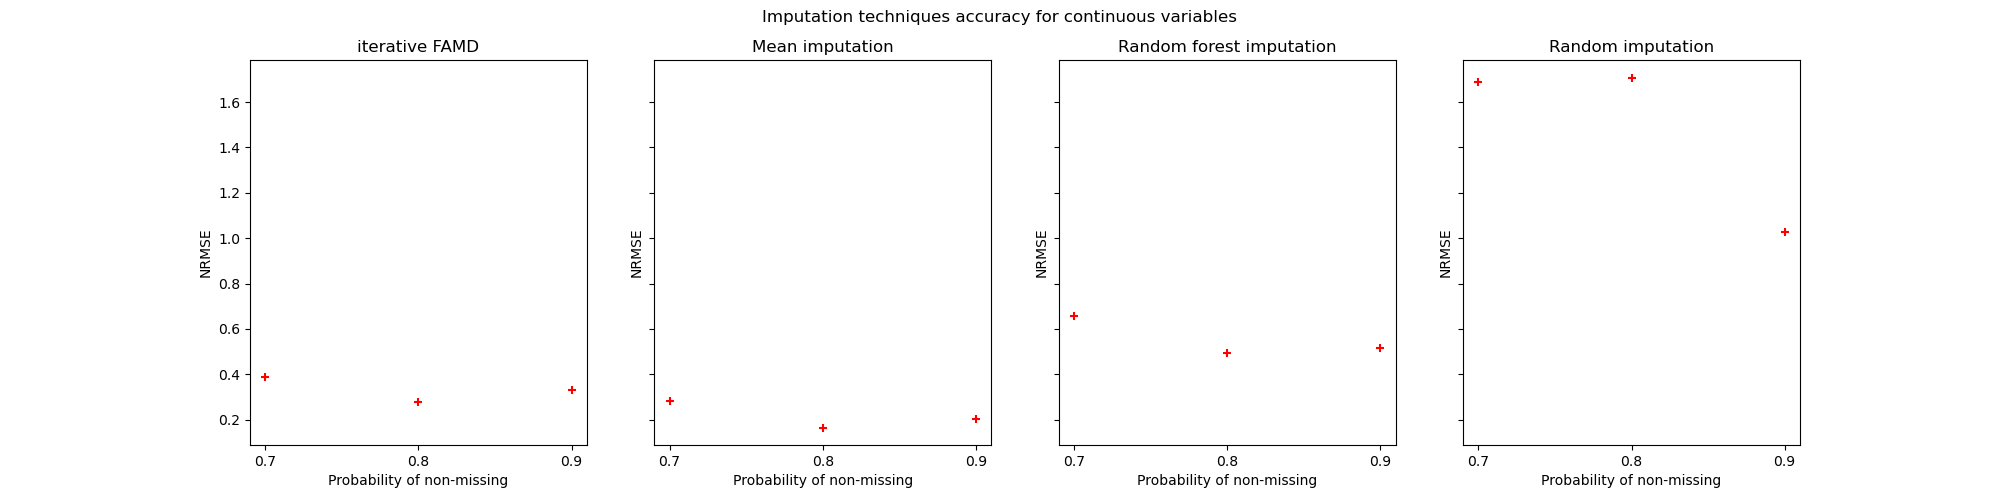 Imputation techniques accuracy for continuous variables
iterative FAMD
NRMSE
1.6
1.4
1.2
1.0
0.8
0.6
0.4
0.2
0.7 0.8 0.9
Probability of non-missing
Mean imputation
NRMSE
0.7 0.8 0.9
Probability of non-missing
Random forest imputation
NRMSE
0.7 0.8 0.9
Probability of non-missing
Random imputation
NRMSE
0.7 0.8 0.9
Probability of non-missing